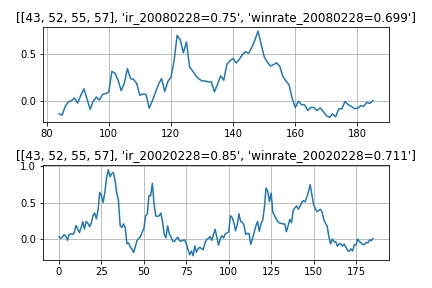 [[43, 52, 55, 57], 'ir_20080228=0.75', 'winrate_20080228=0.699']
0.5
0.0
80 100 120 140 160 180
[[43, 52, 55, 57], 'ir_20020228=0.85', 'winrate_20020228=0.711']
1.0
0.5
0.0
0 25 50 75 100 125 150 175